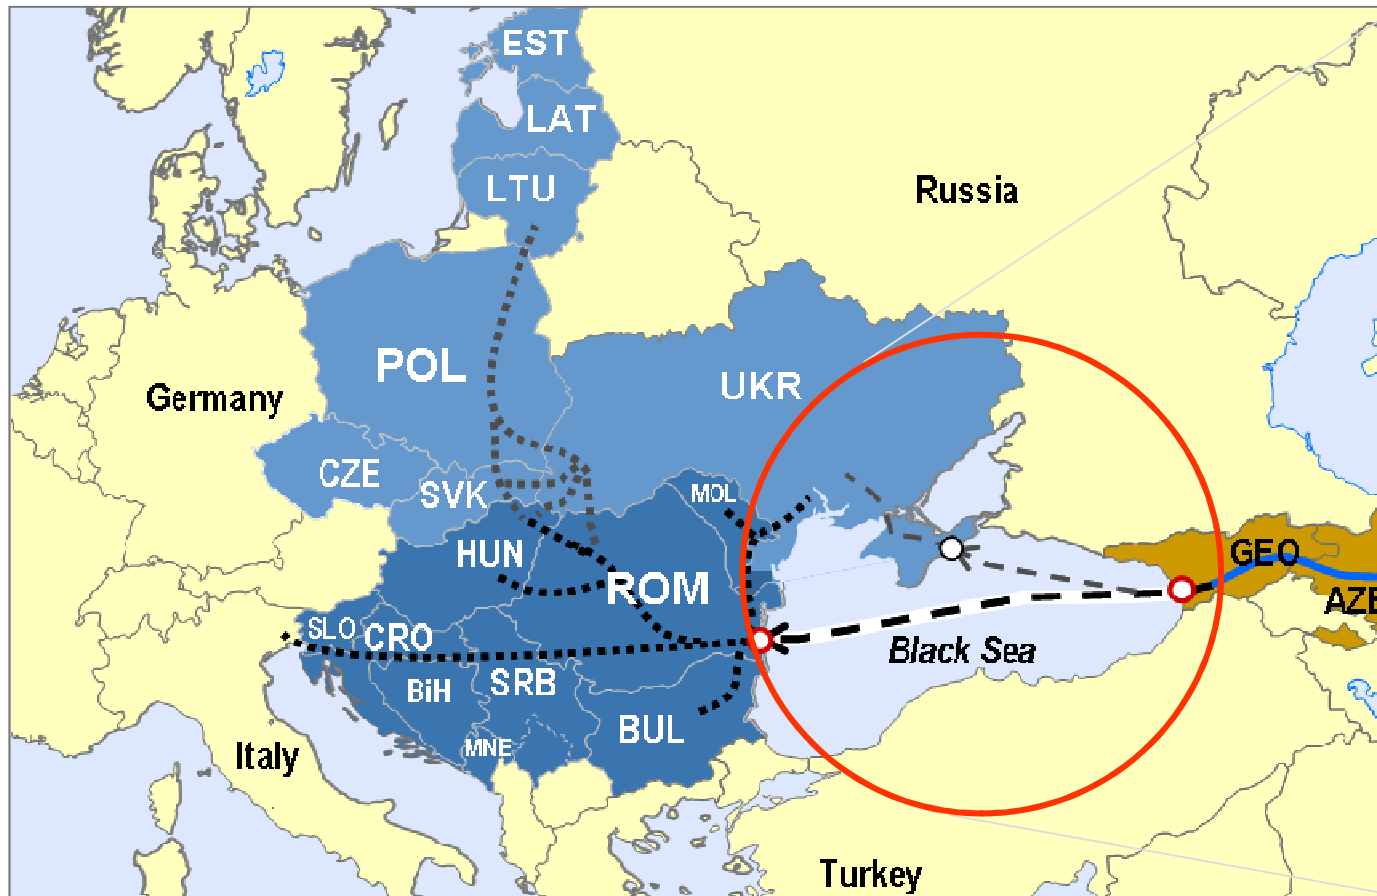 EST
LAT
LTU
Russia
POL
UKR
Germany
CZE
SVK
MOL
HUN
GEO
ROM
AZE
SLO
CRO
Black Sea
BiH
SRB
BUL
MNE
Italy
Turkey